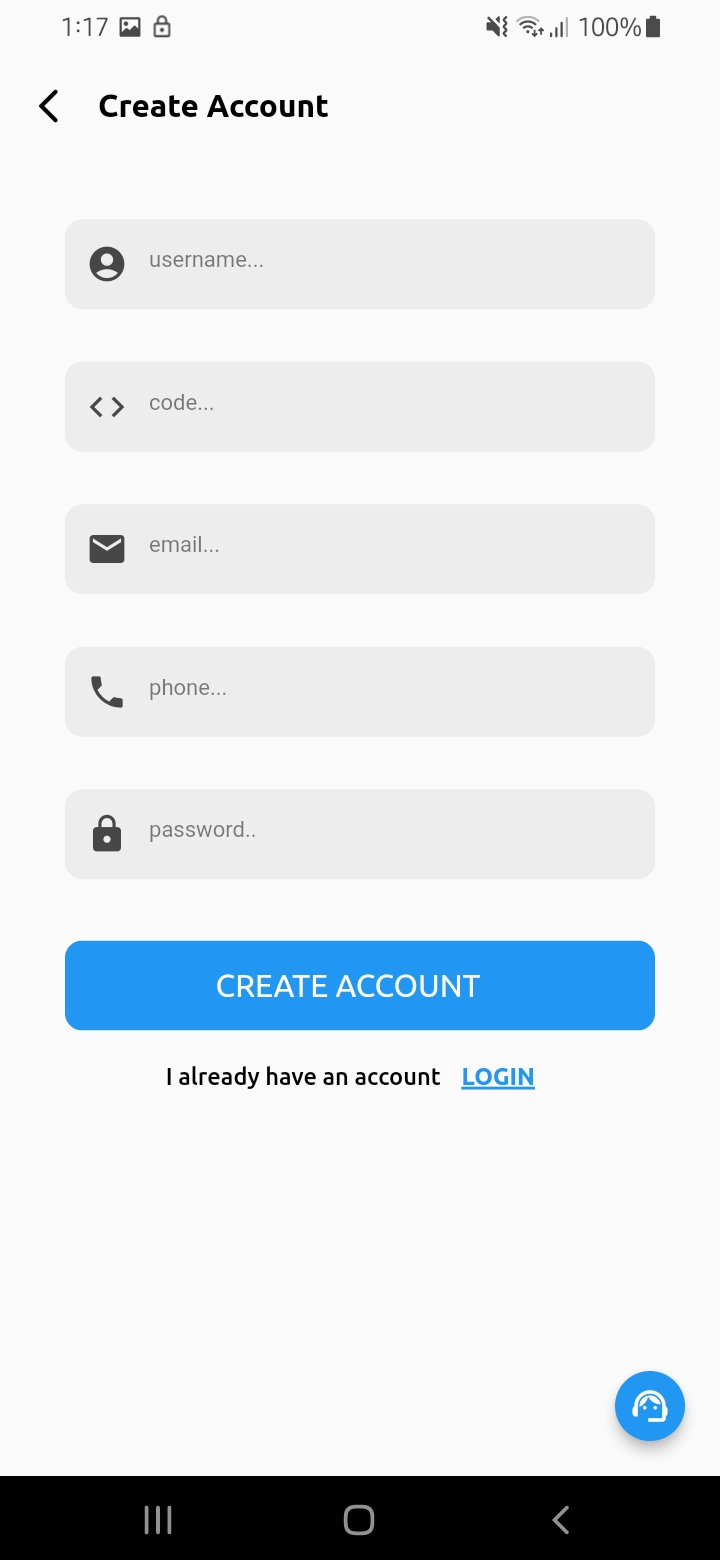 1:17 100%
Create Account
username...
code...
email...
phone...
password..
CREATE ACCOUNT
I already have an account LOGIN